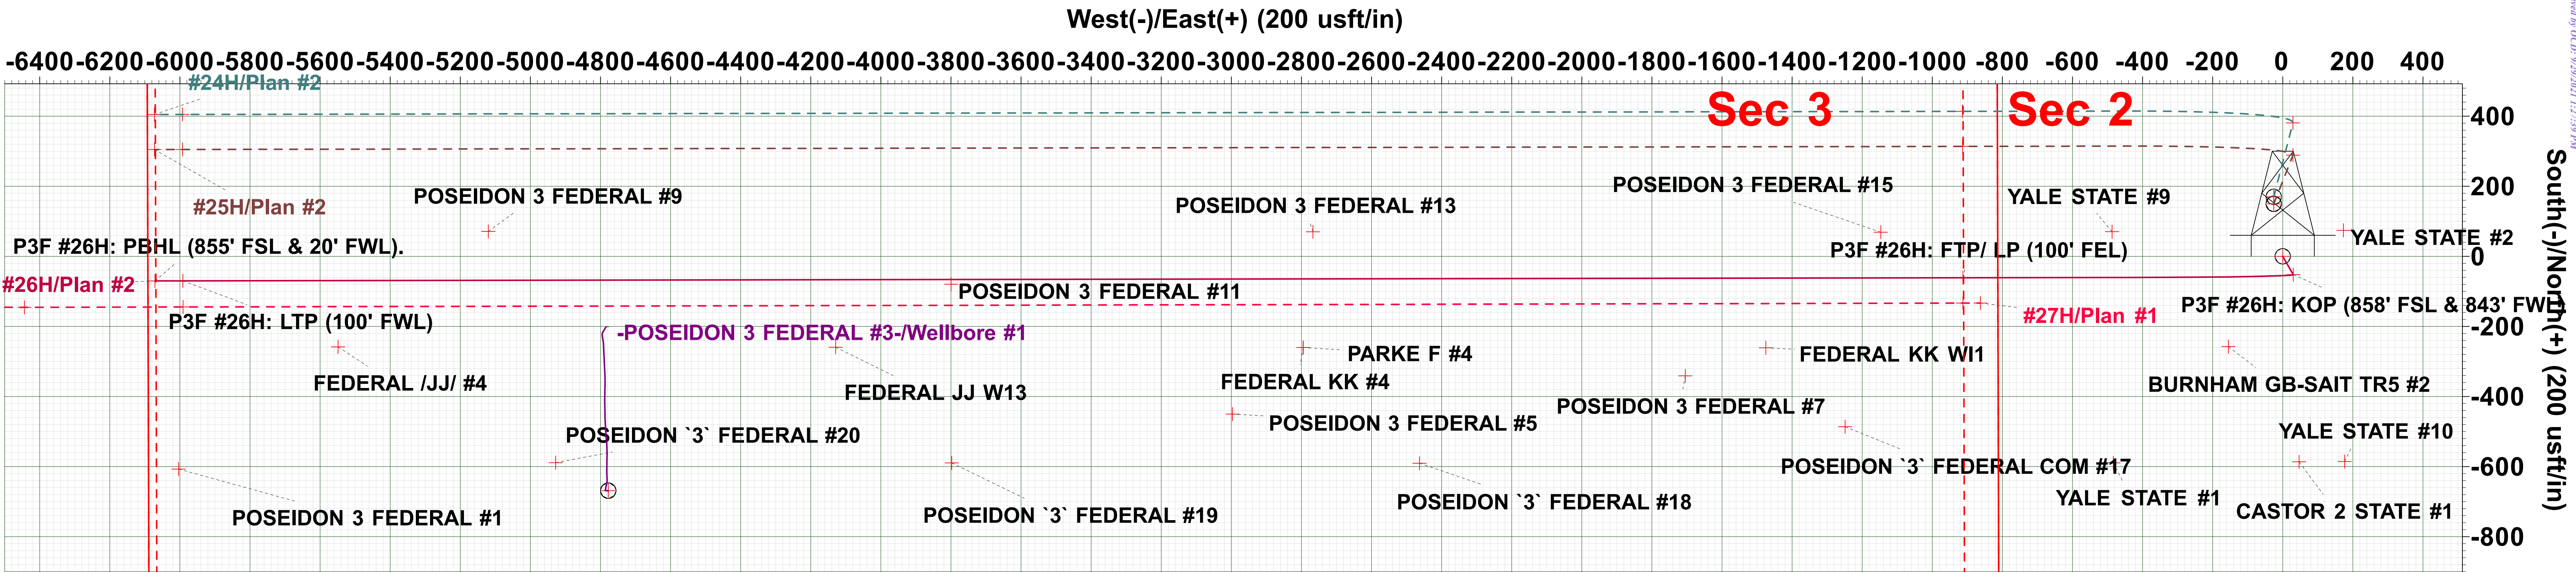 West(-)/East(+) (200 usft/in)
-6400 -6200 -6000 -5800 -5600 -5400 -5200 -5000 -4800 -4600 -4400 -4200 -4000 -3800 -3600 -3400 -3200 -3000 -2800 -2600 -2400 -2200 -2000 -1800 -1600 -1400 -1200 -1000 -800 -600 -400 -200 0 200 400
#24H/Plan #2
Sec 3
Sec 2
400
200
0
-200
-400
-600
-800
South(-)/North(+) (200 usft/in)
POSEIDON 3 FEDERAL #15
POSEIDON 3 FEDERAL #9
YALE STATE #9
#25H/Plan #2
POSEIDON 3 FEDERAL #13
YALE STATE #2
P3F #26H: PBHL (855' FSL & 20' FWL).
P3F #26H: FTP/ LP (100' FEL)
#26H/Plan #2
POSEIDON 3 FEDERAL #11
P3F #26H: KOP (858' FSL & 843' FWL)
#27H/Plan #1
P3F #26H: LTP (100' FWL)
-POSEIDON 3 FEDERAL #3-/Wellbore #1
PARKE F #4
FEDERAL KK WI1
FEDERAL /JJ/ #4
FEDERAL KK #4
BURNHAM GB-SAIT TR5 #2
FEDERAL JJ W13
POSEIDON 3 FEDERAL #7
POSEIDON 3 FEDERAL #5
YALE STATE #10
POSEIDON `3` FEDERAL #20
POSEIDON `3` FEDERAL COM #17
YALE STATE #1
POSEIDON `3` FEDERAL #18
CASTOR 2 STATE #1
POSEIDON `3` FEDERAL #19
POSEIDON 3 FEDERAL #1